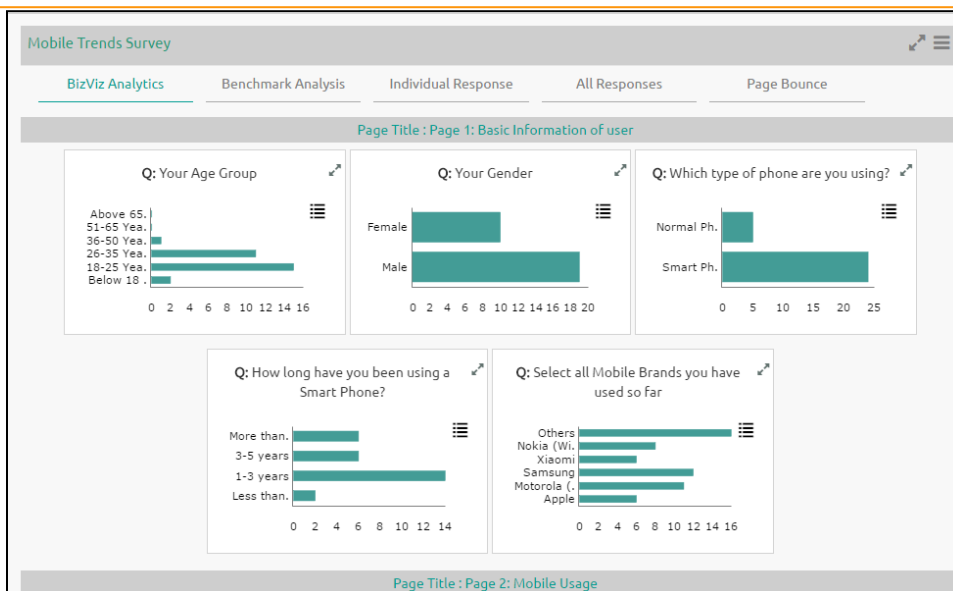 Mobile Trends Survey
BizViz Analytics Benchmark Analysis Individual Response All Responses Page Bounce
Page Title : Page 1: Basic Information of user
Q: Your Age Group
Above 65.
51-65 Yea.
36-50 Yea.
26-35 Yea.
18-25 Yea.
Below 18 .
0 2 4 6 8 10 12 14 16
Q: Your Gender
Female
Male
0 2 4 6 8 10 12 14 16 18 20
Q: Which type of phone are you using?
Normal Ph.
Smart Ph.
0 5 10 15 20 25
Q: How long have you been using a
Smart Phone?
More than.
3-5 years
1-3 years
Less than.
0 2 4 6 8 10 12 14
Q: Select all Mobile Brands you have
used so far
Others
Nokia (Wi.
Xiaomi
Samsung
Motorola (.
Apple
0 2 4 6 8 10 12 14 16
Page Title : Page 2: Mobile Usage